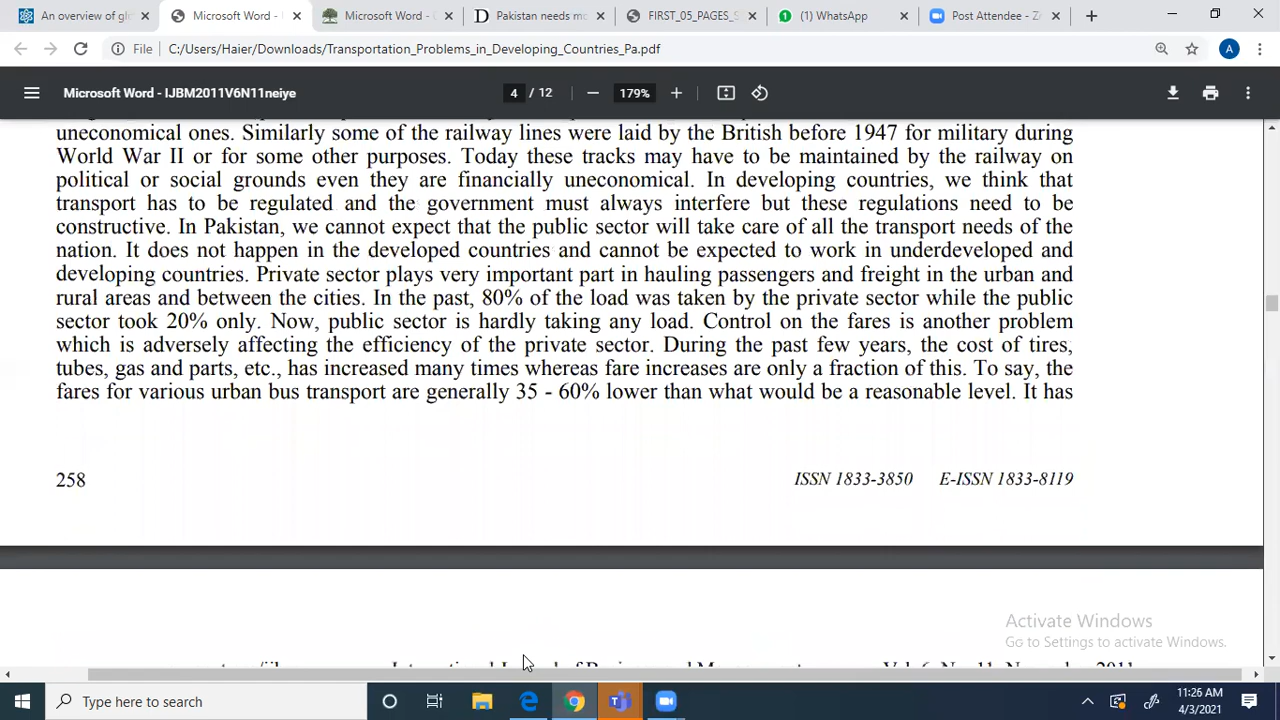 An overview of gl
Microsoft Word -
Microsoft Word -
Pakistan needs m
FIRST_05_PAGES_S
(1) WhatsApp
Post Attendee - Z
File
C:/Users/Haier/Downloads/Transportation_Problems_in_Developing_Countries_Pa.pdf
A
Microsoft Word - IJBM2011V6N11neiye
4 / 12
179%
uneconomical ones. Similarly some of the railway lines were laid by the British before 1947 for military during
World War II or for some other purposes. Today these tracks may have to be maintained by the railway on
political or social grounds even they are financially uneconomical. In developing countries, we think that
transport has to be regulated and the government must always interfere but these regulations need to be
constructive. In Pakistan, we cannot expect that the public sector will take care of all the transport needs of the
nation. It does not happen in the developed countries and cannot be expected to work in underdeveloped and
developing countries. Private sector plays very important part in hauling passengers and freight in the urban and
rural areas and between the cities. In the past, 80% of the load was taken by the private sector while the public
sector took 20% only. Now, public sector is hardly taking any load. Control on the fares is another problem
which is adversely affecting the efficiency of the private sector. During the past few years, the cost of tires,
tubes, gas and parts, etc., has increased many times whereas fare increases are only a fraction of this. To say, the
fares for various urban bus transport are generally 35 - 60% lower than what would be a reasonable level. It has
258
ISSN 1833-3850 E-ISSN 1833-8119
Activate Windows
Go to Settings to activate Windows.
Type here to search
11:26 AM
4/3/2021